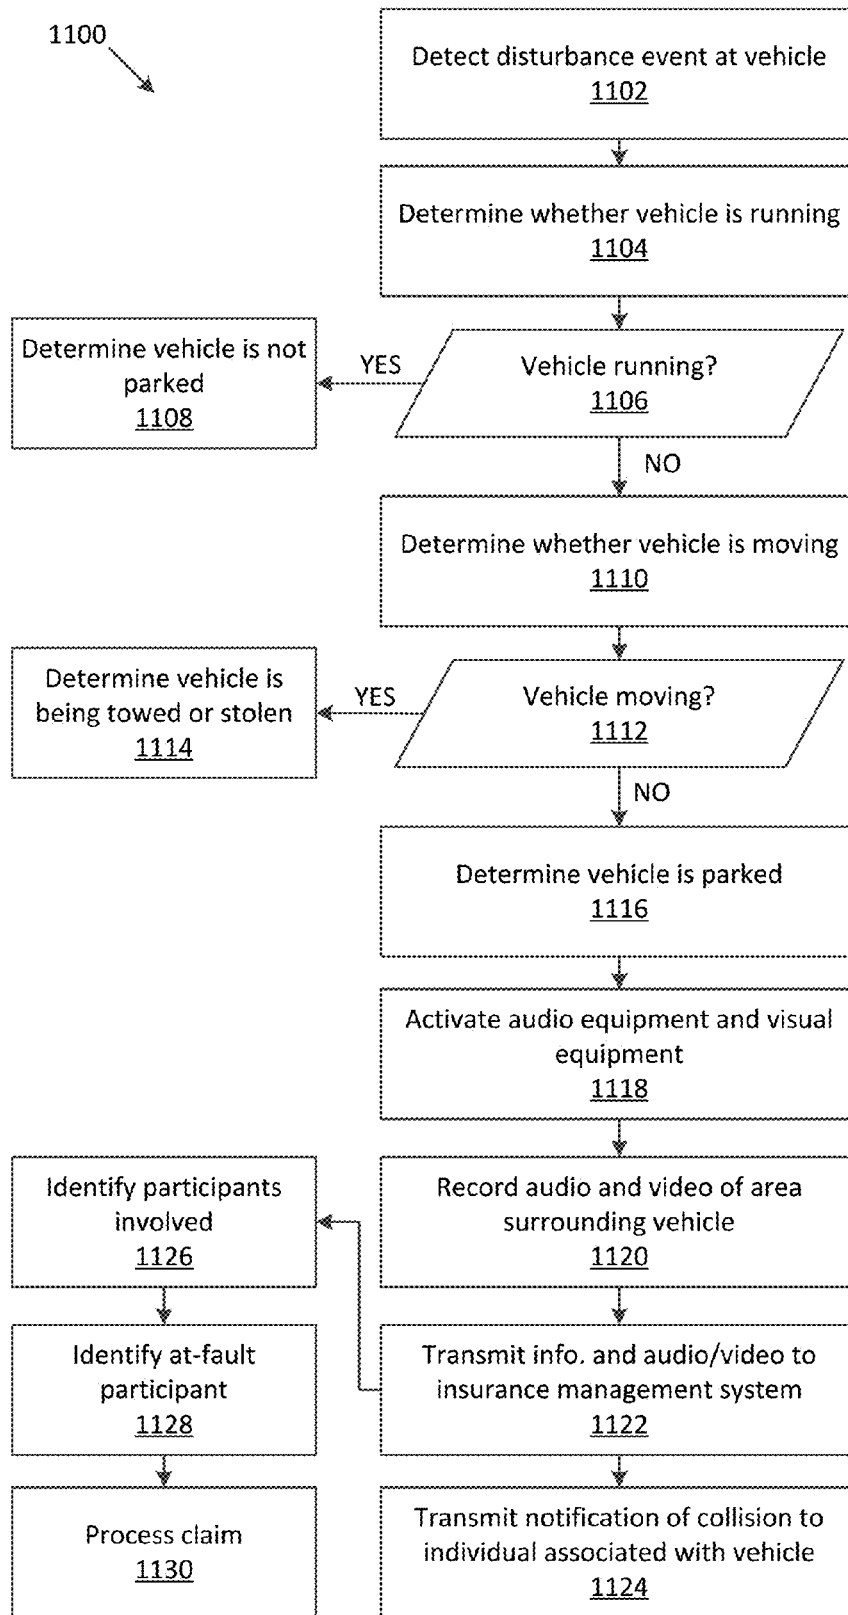 1100
Detect disturbance event at vehicle
1102
Determine whether vehicle is running
1104
Determine vehicle is not
parked
1108
YES
Vehicle running?
1106
NO
Determine whether vehicle is moving
1110
Determine vehicle is
being towed or stolen
1114
YES
Vehicle moving?
1112
NO
Determine vehicle is parked
1116
Activate audio equipment and visual
equipment
1118
Identify participants
involved
1126
Record audio and video of area
surrounding vehicle
1120
Identify at-fault
participant
1128
Transmit info. and audio/video to
insurance management system
1122
Process claim
1130
Transmit notification of collision to
individual associated with vehicle
1124